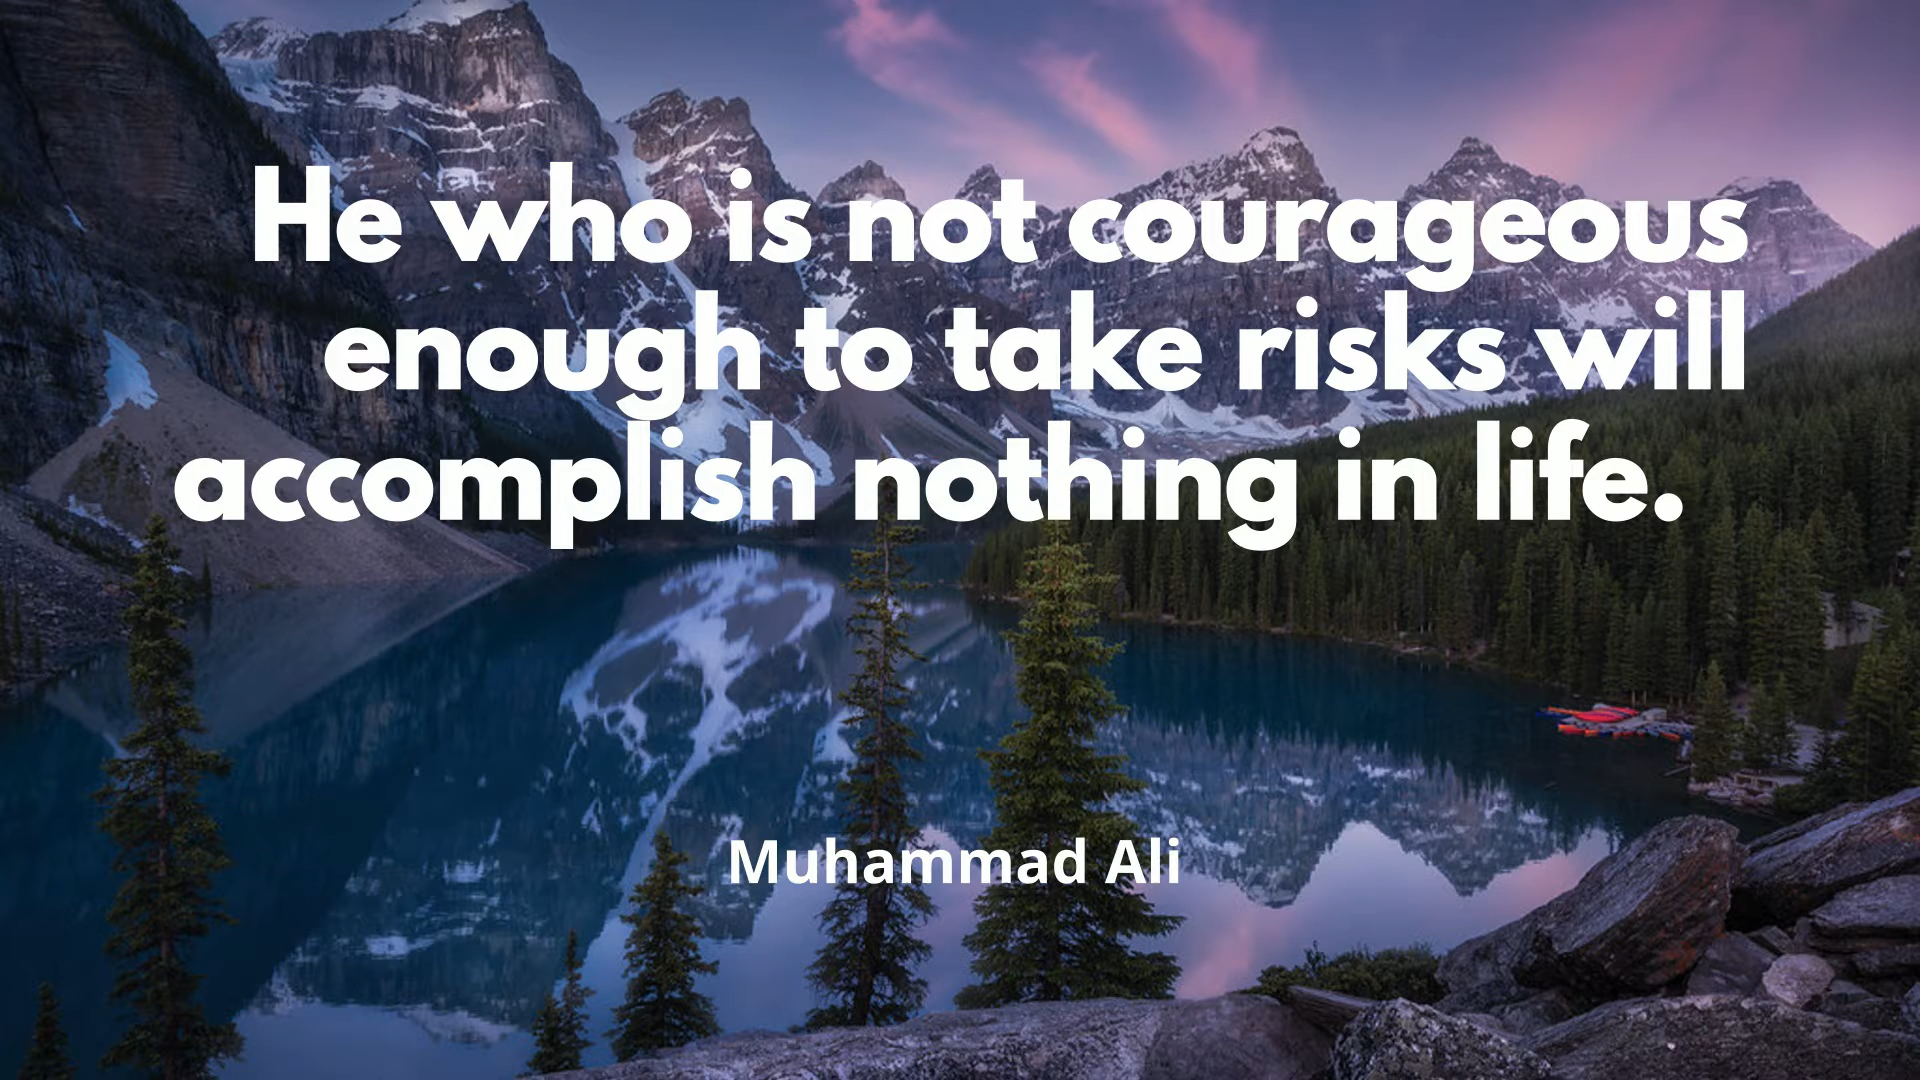 He who is not courageous
enough to take risks will
accomplish nothing in life.
Muhammad Ali